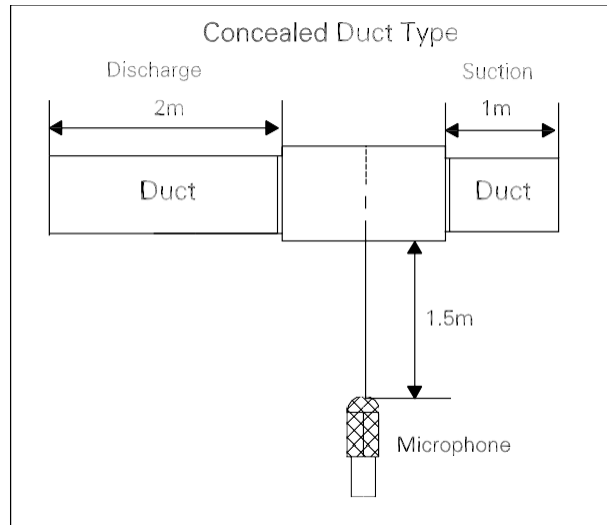 Concealed Duct Type
Discharge
Suction
2m
1m
Duct
Duct
1.5m
Microphone